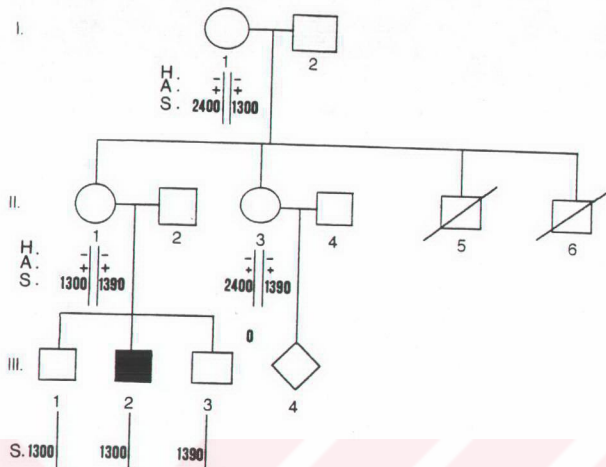 I.
1 2
H. - -
A. + +
S. 2400 1300
II.
1 2 3 4 5 6
H. - - - -
A. + + + +
S. 1300 1390 2400 1390
0
III.
1 2 3 4
S. 1300 1300 1390